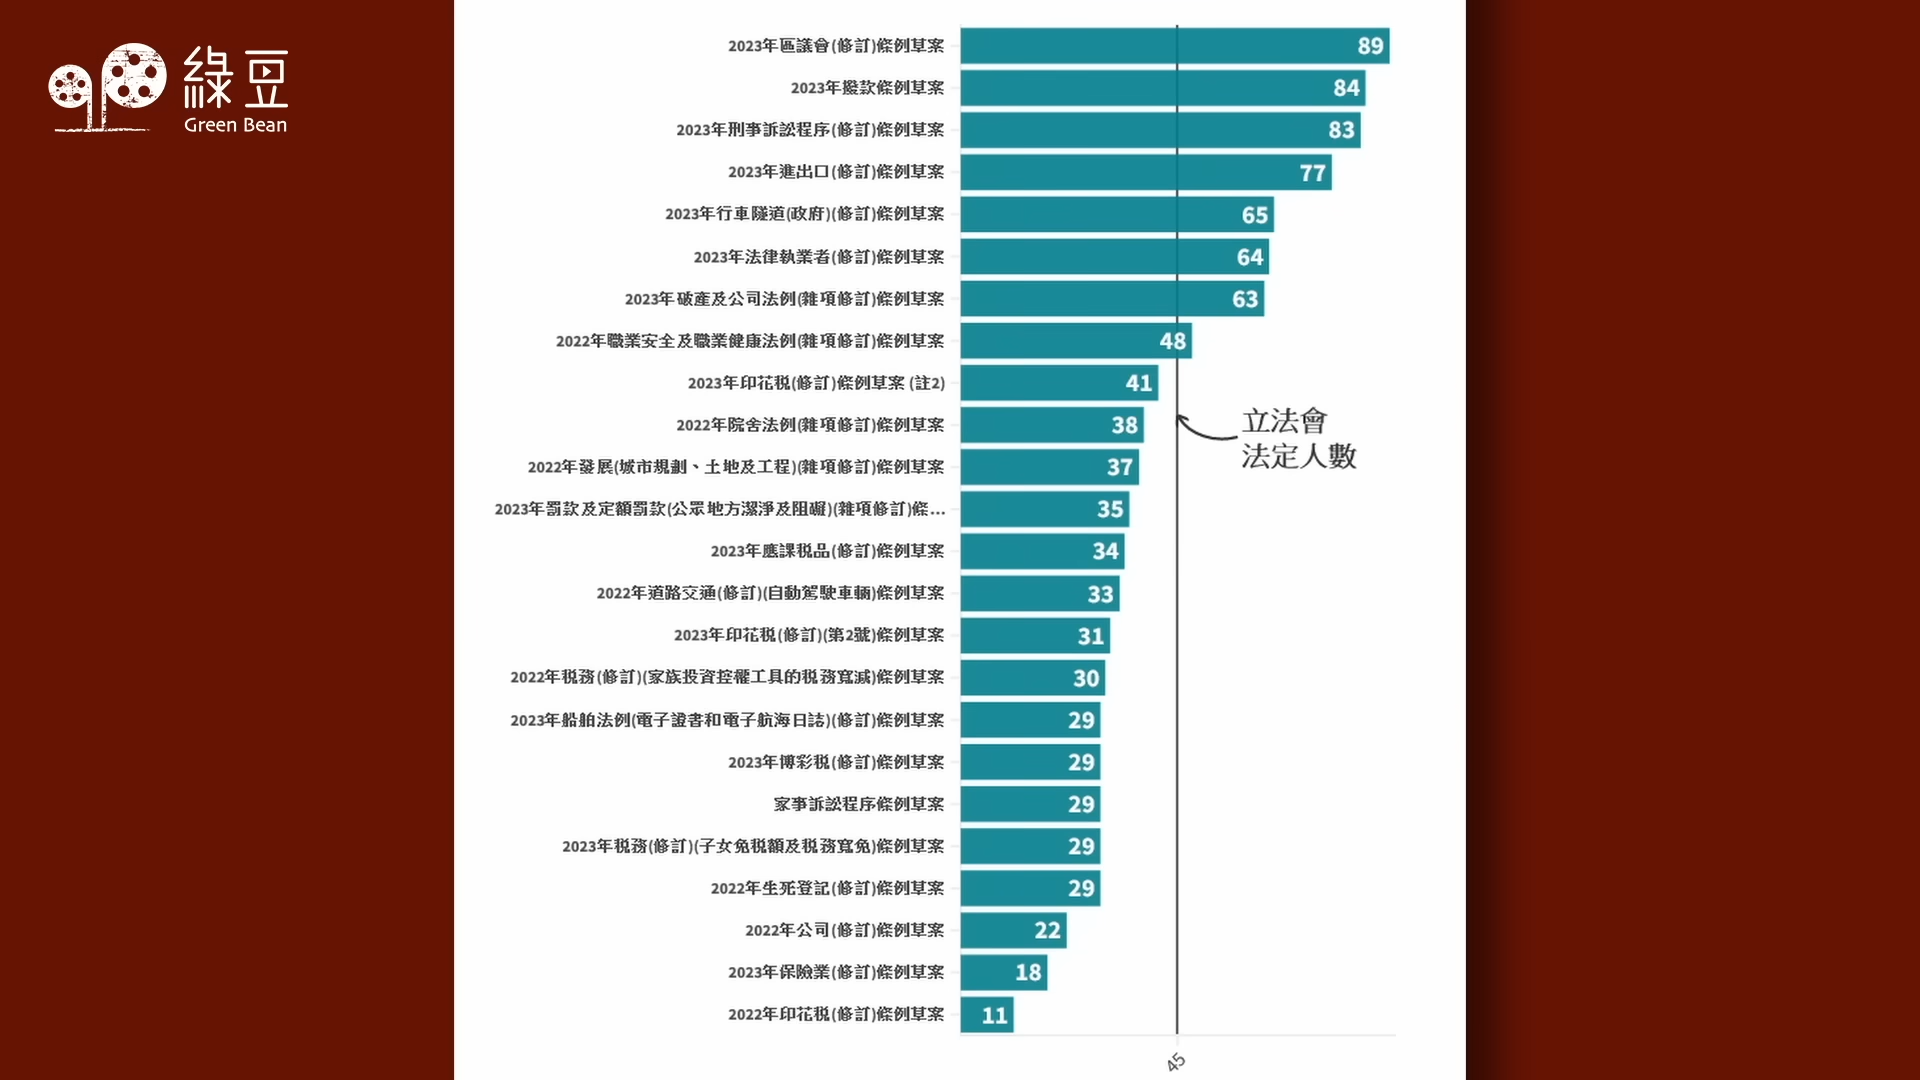 綠豆
Green Bean
2023年區議會(修訂)條例草案 89
2023年撥款條例草案 84
2023年刑事訴訟程序(修訂)條例草案 83
2023年進出口(修訂)條例草案 77
2023年行車隧道(政府)(修訂)條例草案 65
2023年法律執業者(修訂)條例草案 64
2023年破產及公司法例(雜項修訂)條例草案 63
2022年職業安全及職業健康法例(雜項修訂)條例草案 48
2023年印花税(修訂)條例草案 (註2) 41
2022年院舍法例(雜項修訂)條例草案 38
立法會
法定人數
2022年發展(城市規劃、土地及工程)(雜項修訂)條例草案 37
2023年罰款及定額罰款(公眾地方潔淨及阻礙)(雜項修訂)條... 35
2023年應課税品(修訂)條例草案 34
2022年道路交通(修訂)(自動駕駛車輛)條例草案 33
2023年印花税(修訂)(第2號)條例草案 31
2022年税務(修訂)(家族投資控權工具的税務寬減)條例草案 30
2023年船舶法例(電子證書和電子航海日誌)(修訂)條例草案 29
2023年博彩税(修訂)條例草案 29
家事訴訟程序條例草案 29
2023年税務(修訂)(子女免税額及税務寬免)條例草案 29
2022年生死登記(修訂)條例草案 29
2022年公司(修訂)條例草案 22
2023年保險業(修訂)條例草案 18
2022年印花税(修訂)條例草案 11
45